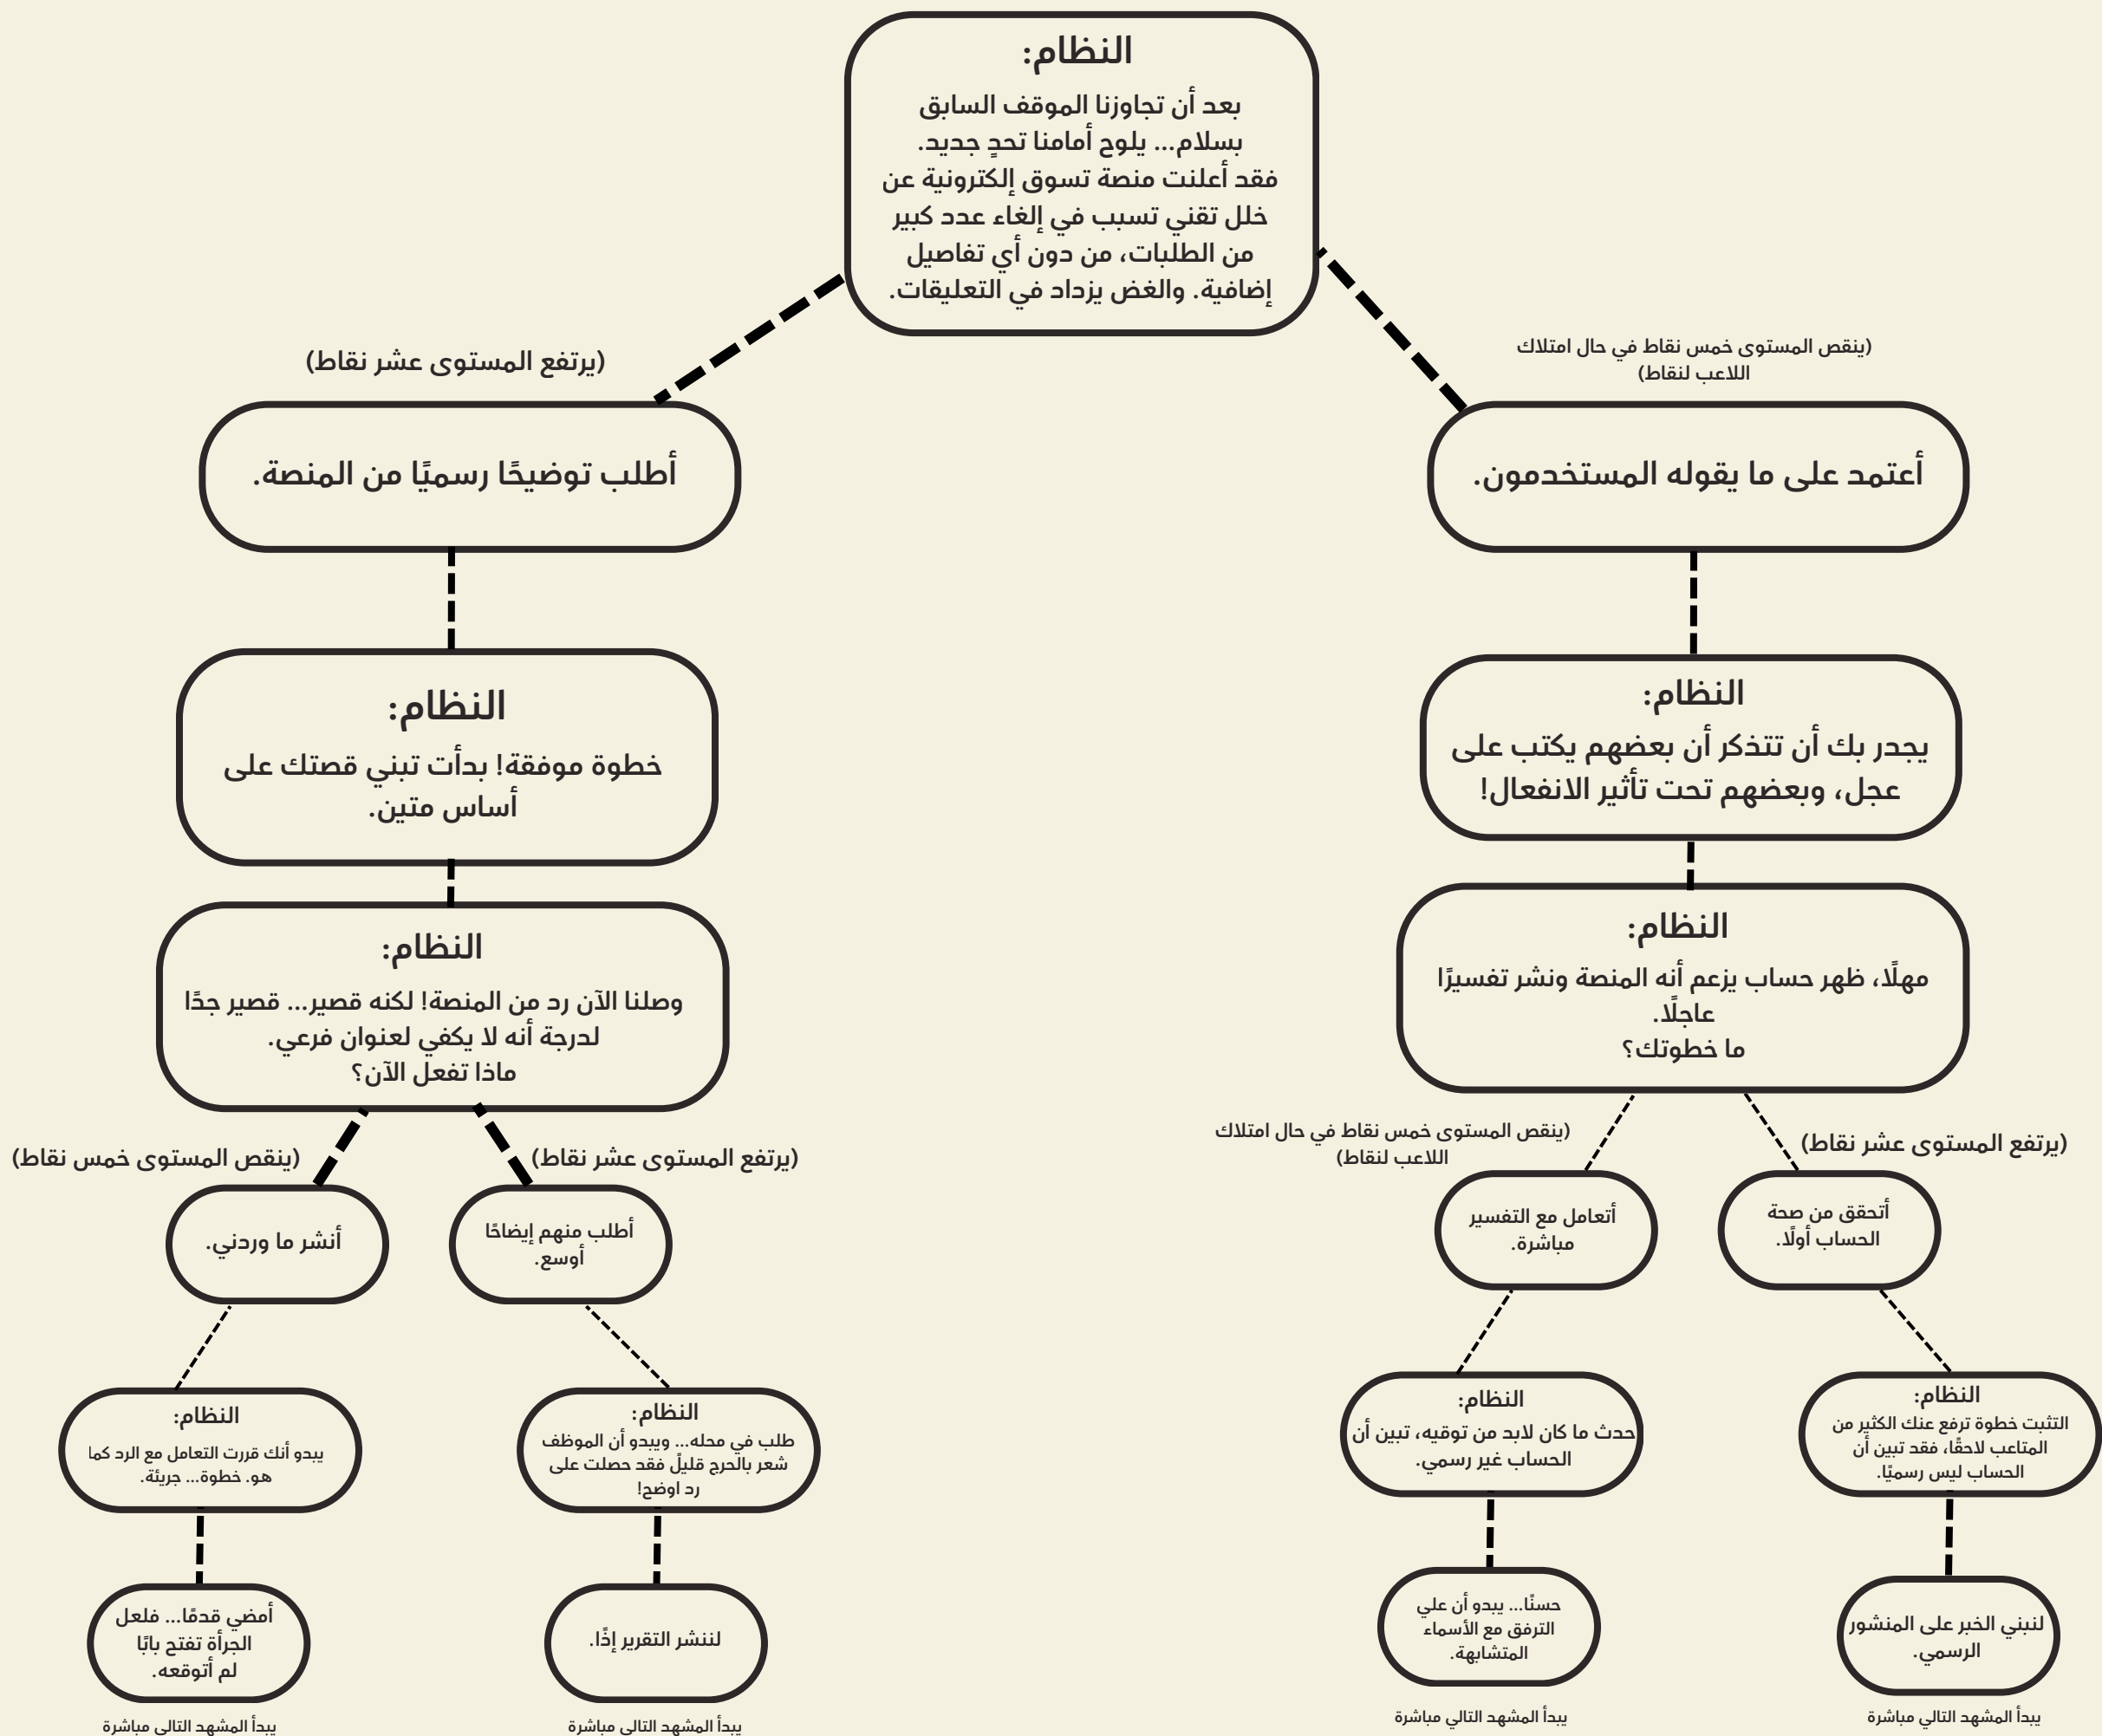 النظام:
بعد أن تجاوزنا الموقف السابق
بسلام... يلوح أمامنا تحدٍ جديد.
فقد أعلنت منصة تسوق إلكترونية عن
خلل تقني تسبب في إلغاء عدد كبير
من الطلبات، من دون أي تفاصيل
إضافية. والغض يزداد في التعليقات.
(ينقص المستوى خمس نقاط في حال امتلاك
اللاعب لنقاط)
أعتمد على ما يقوله المستخدمون.
النظام:
يجدر بك أن تتذكر أن بعضهم يكتب على
عجل، وبعضهم تحت تأثير الانفعال!
النظام:
مهلًا، ظهر حساب يزعم أنه المنصة ونشر تفسيرًا
عاجلًا.
ما خطوتك؟
(يرتفع المستوى عشر نقاط)
أتحقق من صحة
الحساب أولًا.
النظام:
التثبت خطوة ترفع عنك الكثير من
المتاعب لاحقًا، فقد تبين أن
الحساب ليس رسميًا.
لنبني الخبر على المنشور
الرسمي.
يبدأ المشهد التالي مباشرة
(ينقص المستوى خمس نقاط في حال امتلاك
اللاعب لنقاط)
أتعامل مع التفسير
مباشرة.
النظام:
حدث ما كان لابد من توقيه، تبين أن
الحساب غير رسمي.
حسنًا... يبدو أن علي
الترفق مع الأسماء
المتشابهة.
يبدأ المشهد التالي مباشرة
(يرتفع المستوى عشر نقاط)
أطلب توضيحًا رسميًا من المنصة.
النظام:
خطوة موفقة! بدأت تبني قصتك على
أساس متين.
النظام:
وصلنا الآن رد من المنصة! لكنه قصير... قصير جدًا
لدرجة أنه لا يكفي لعنوان فرعي.
ماذا تفعل الآن؟
(يرتفع المستوى عشر نقاط)
أطلب منهم إيضاحًا
أوسع.
النظام:
طلب في محله... ويبدو أن الموظف
شعر بالحرج قليلً فقد حصلت على
رد اوضح!
لننشر التقرير إذًا.
يبدأ المشهد التالي مباشرة
(ينقص المستوى خمس نقاط)
أنشر ما وردني.
النظام:
يبدو أنك قررت التعامل مع الرد كما
هو. خطوة... جريئة.
أمضي قدمًا... فلعل
الجرأة تفتح بابًا
لم أتوقعه.
يبدأ المشهد التالي مباشرة